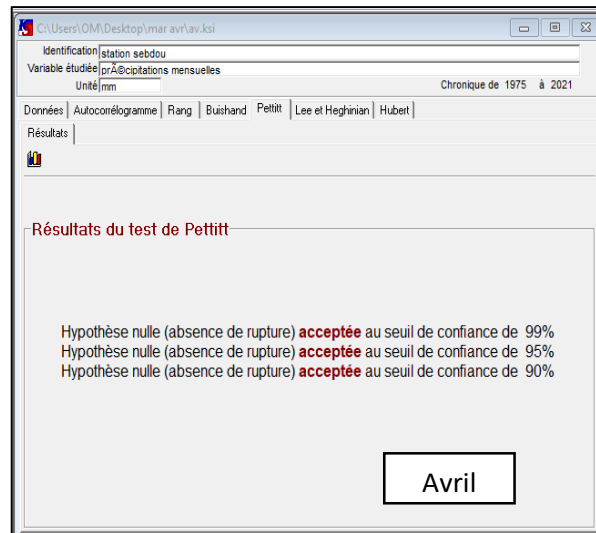 C:\Users\OM\Desktop\mar avr\av.ksi
Identification station sebdou
Variable étudiée prÃ©cipitations mensuelles
Unité mm Chronique de 1975 à 2021
Données Autocorrélogramme Rang Buishand Pettitt Lee et Heghinian Hubert
Résultats
Résultats du test de Pettitt
Hypothèse nulle (absence de rupture) acceptée au seuil de confiance de 99%
Hypothèse nulle (absence de rupture) acceptée au seuil de confiance de 95%
Hypothèse nulle (absence de rupture) acceptée au seuil de confiance de 90%
Avril